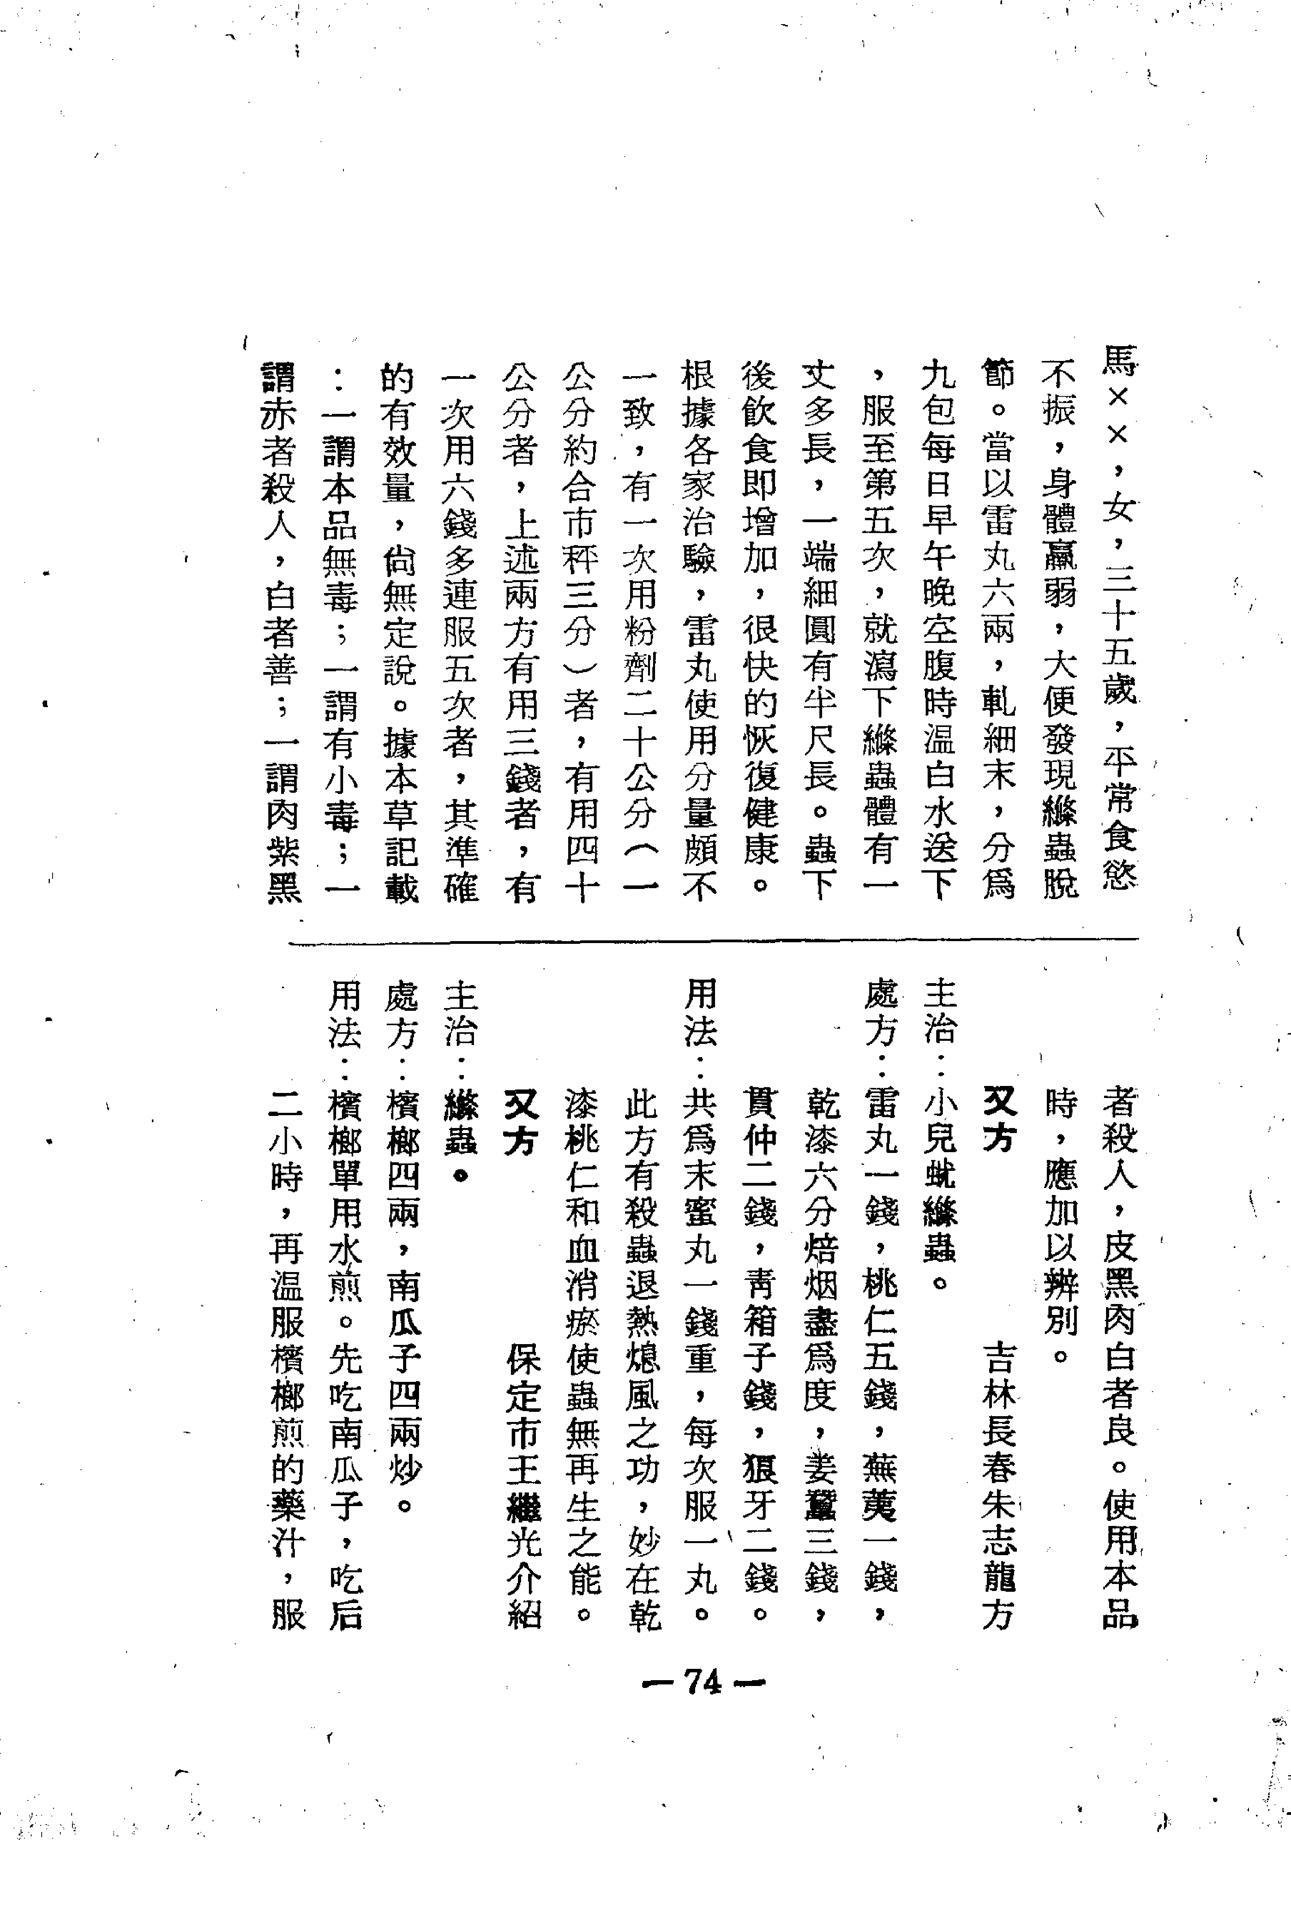 馬××，女，三十五歲，平常食慾
不振，身體羸弱，大便發現縧蟲脫
節。當以雷丸六兩，軋細末，分爲
九包每日早午晚空腹時温白水送下
，服至第五次，就瀉下縧蟲體有一
丈多長，一端細圓有半尺長。蟲下
後飲食即增加，很快的恢復健康。
根據各家治驗，雷丸使用分量頗不
一致，有一次用粉劑二十公分（一
公分約合市秤三分）者，有用四十
公分者，上述兩方有用三錢者，有
一次用六錢多連服五次者，其準確
的有效量，尙無定說。據本草記載
：一謂本品無毒；一謂有小毒；一
謂赤者殺人，白者善；一謂肉紫黑
者殺人，皮黑肉白者良。使用本品
時，應加以辨別。
又方　吉林長春朱志龍方
主治：小兒蚘縧蟲。
處方：雷丸一錢，桃仁五錢，蕪荑一錢，
乾漆六分焙烟盡爲度，姜蠶三錢，
貫仲二錢，靑箱子錢，狼牙二錢。
用法：共爲末蜜丸一錢重，每次服一丸。
此方有殺蟲退熱熄風之功，妙在乾
漆桃仁和血消瘀使蟲無再生之能。
又方　保定市王繼光介紹
主治：縧蟲。
處方：檳榔四兩，南瓜子四兩炒。
用法：檳榔單用水煎。先吃南瓜子，吃后
二小時，再温服檳榔煎的藥汁，服
—74—